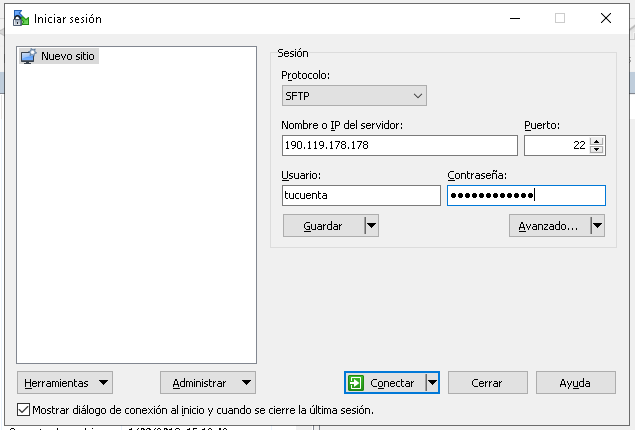 Iniciar sesión
Nuevo sitio
Sesión
Protocolo:
SFTP
Nombre o IP del servidor:
Puerto:
190.119.178.178
22
Usuario:
Contraseña:
tucuenta
●●●●●●●●●●●●
Guardar
Avanzado...
Herramientas
Administrar
Conectar
Cerrar
Ayuda
Mostrar diálogo de conexión al inicio y cuando se cierre la última sesión.